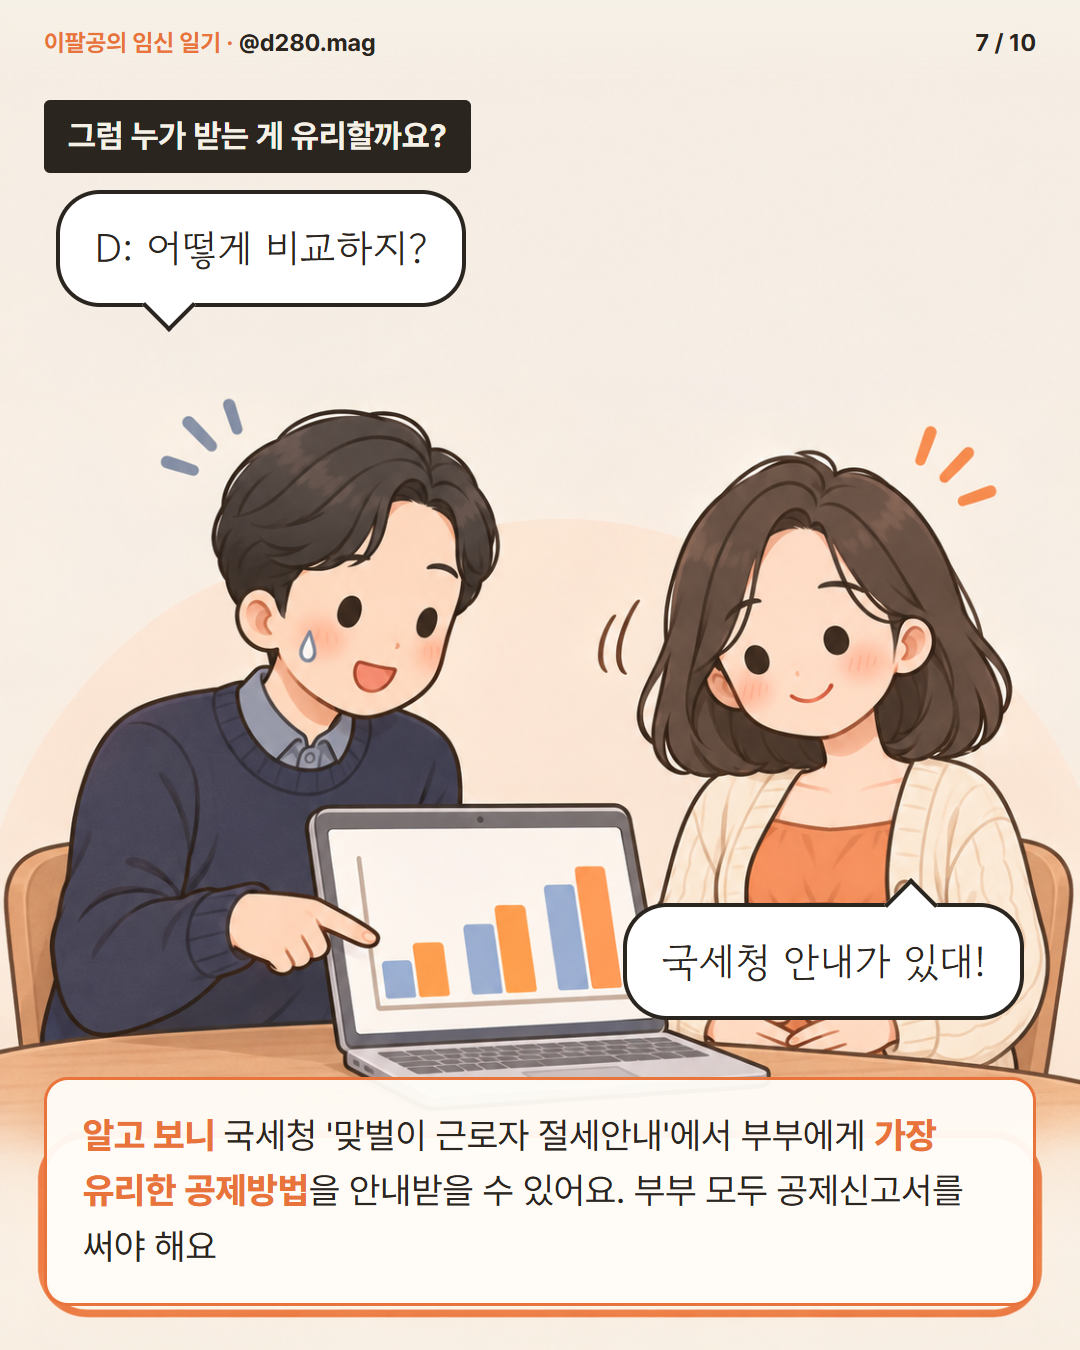 이팔공의 임신 일기 · @d280.mag
7 / 10
그럼 누가 받는 게 유리할까요?
D: 어떻게 비교하지?
국세청 안내가 있대!
알고 보니 국세청 '맞벌이 근로자 절세안내'에서 부부에게 가장
유리한 공제방법을 안내받을 수 있어요. 부부 모두 공제신고서를
써야 해요